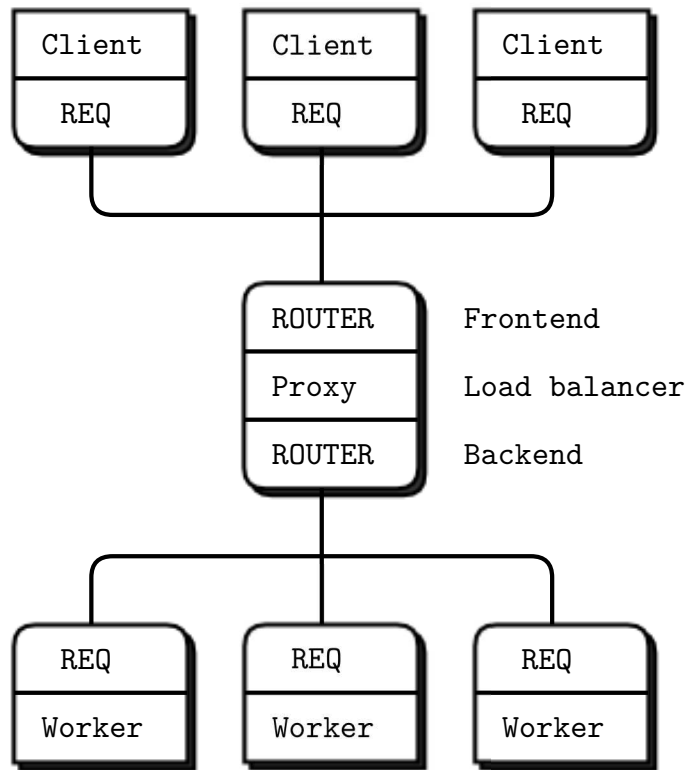 Client Client Client
REQ REQ REQ
ROUTER Frontend
Proxy Load balancer
ROUTER Backend
REQ REQ REQ
Worker Worker Worker